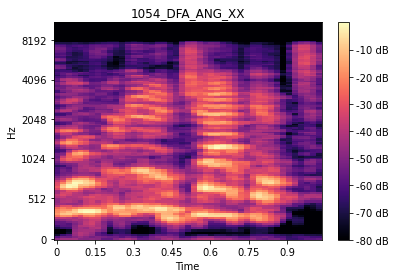 1054_DFA_ANG_XX
8192
4096
2048
1024
512
0
Hz
0 0.15 0.3 0.45 0.6 0.75 0.9
Time
-10 dB
-20 dB
-30 dB
-40 dB
-50 dB
-60 dB
-70 dB
-80 dB